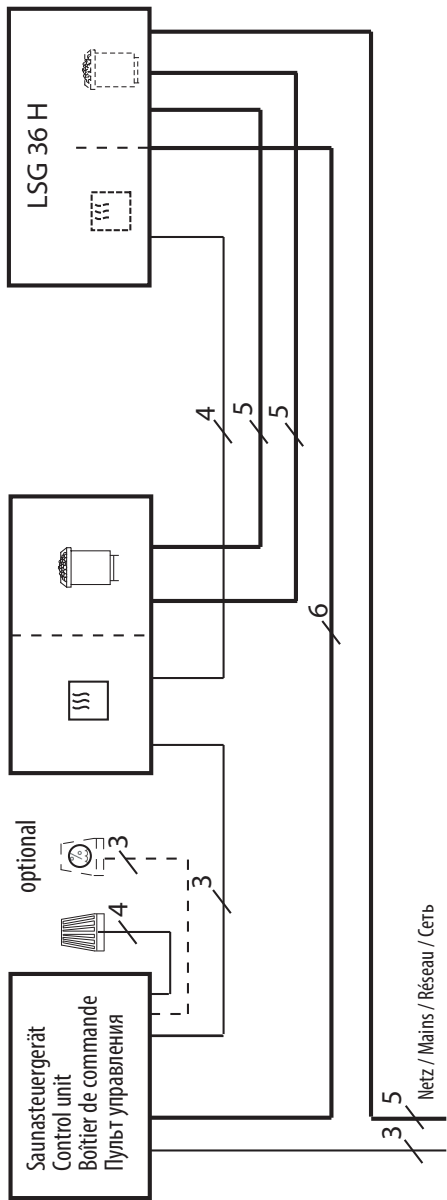 LSG 36 H
4
5
5
6
optional
3
4
3
Saunasteuergerät
Control unit
Boîtier de commande
Пульт управления
5
3
Netz / Mains / Réseau / Сеть